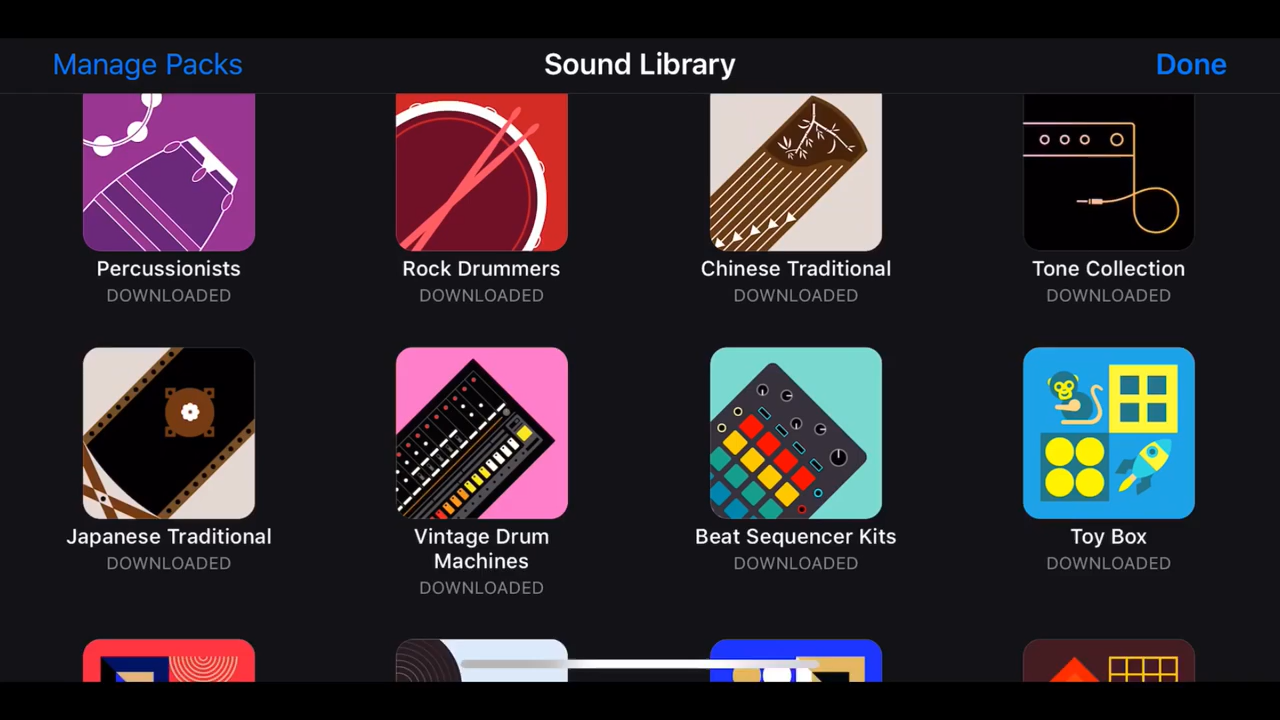 Manage Packs
Sound Library
Done
Percussionists
DOWNLOADED
Rock Drummers
DOWNLOADED
Chinese Traditional
DOWNLOADED
Tone Collection
DOWNLOADED
Japanese Traditional
DOWNLOADED
Vintage Drum
Machines
DOWNLOADED
Beat Sequencer Kits
DOWNLOADED
Toy Box
DOWNLOADED